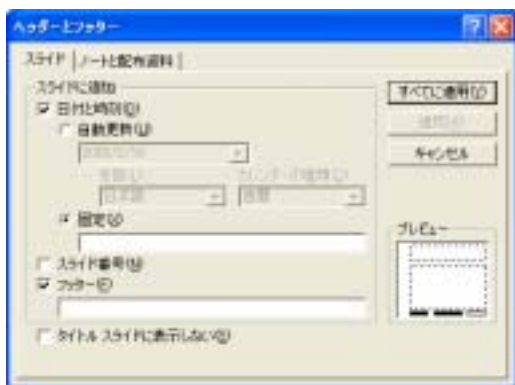 ヘッダーとフッター
スライド ノートと配布資料
スライドに追加
日付と時刻(D)
自動更新(U)
言語(L) カレンダーの種類(C)
日本語 西暦
固定(X)
スライド番号(N)
フッター(F)
タイトル スライドに表示しない(S)
すべてに適用(Y)
適用(A)
キャンセル
プレビュー